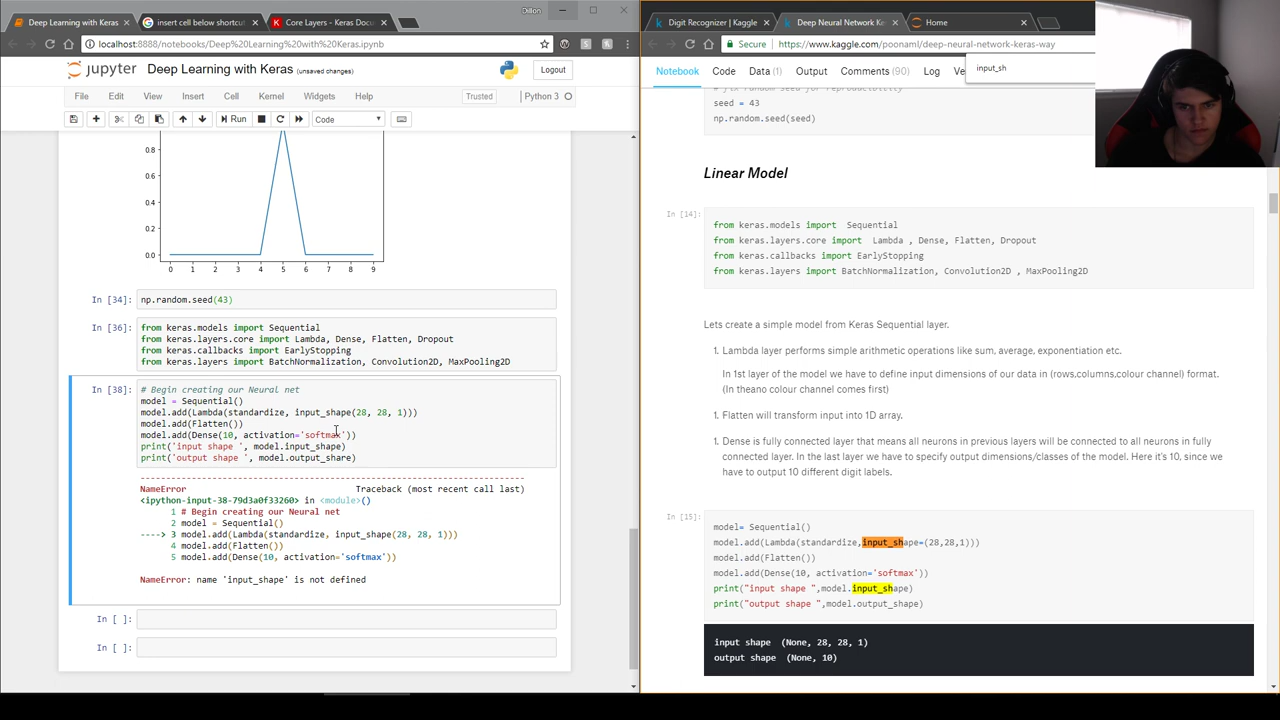 Deep Learning with Keras
insert cell below shortcu
Core Layers - Keras Docu
Dillon
localhost:8888/notebooks/Deep%20Learning%20with%20Keras.ipynb
jupyter Deep Learning with Keras (unsaved changes)
Logout
File Edit View Insert Cell Kernel Widgets Help
Trusted
Python 3
Run
Code
0.8
0.6
0.4
0.2
0.0
0 1 2 3 4 5 6 7 8 9
In [34]: np.random.seed(43)
In [36]: from keras.models import Sequential
from keras.layers.core import Lambda, Dense, Flatten, Dropout
from keras.callbacks import EarlyStopping
from keras.layers import BatchNormalization, Convolution2D, MaxPooling2D
In [38]: # Begin creating our Neural net
model = Sequential()
model.add(Lambda(standardize, input_shape(28, 28, 1)))
model.add(Flatten())
model.add(Dense(10, activation='softmax'))
print('input shape ', model.input_shape)
print('output shape ', model.output_share)
NameError Traceback (most recent call last)
<ipython-input-38-79d3a0f33260> in <module>()
1 # Begin creating our Neural net
2 model = Sequential()
----> 3 model.add(Lambda(standardize, input_shape(28, 28, 1)))
4 model.add(Flatten())
5 model.add(Dense(10, activation='softmax'))
NameError: name 'input_shape' is not defined
In [ ]:
In [ ]:
Digit Recognizer | Kaggle
Deep Neural Network Ke
Home
Secure https://www.kaggle.com/poonaml/deep-neural-network-keras-way
input_sh
Notebook Code Data (1) Output Comments (90) Log Ve
# fix random seed for reproducibility
seed = 43
np.random.seed(seed)
Linear Model
In [14]:
from keras.models import Sequential
from keras.layers.core import Lambda , Dense, Flatten, Dropout
from keras.callbacks import EarlyStopping
from keras.layers import BatchNormalization, Convolution2D , MaxPooling2D
Lets create a simple model from Keras Sequential layer.
1. Lambda layer performs simple arithmetic operations like sum, average, exponentiation etc.
In 1st layer of the model we have to define input dimensions of our data in (rows,columns,colour channel) format.
(In theano colour channel comes first)
1. Flatten will transform input into 1D array.
1. Dense is fully connected layer that means all neurons in previous layers will be connected to all neurons in fully
connected layer. In the last layer we have to specify output dimensions/classes of the model. Here it's 10, since we
have to output 10 different digit labels.
In [15]:
model= Sequential()
model.add(Lambda(standardize,input_shape=(28,28,1)))
model.add(Flatten())
model.add(Dense(10, activation='softmax'))
print("input shape ",model.input_shape)
print("output shape ",model.output_shape)
input shape (None, 28, 28, 1)
output shape (None, 10)